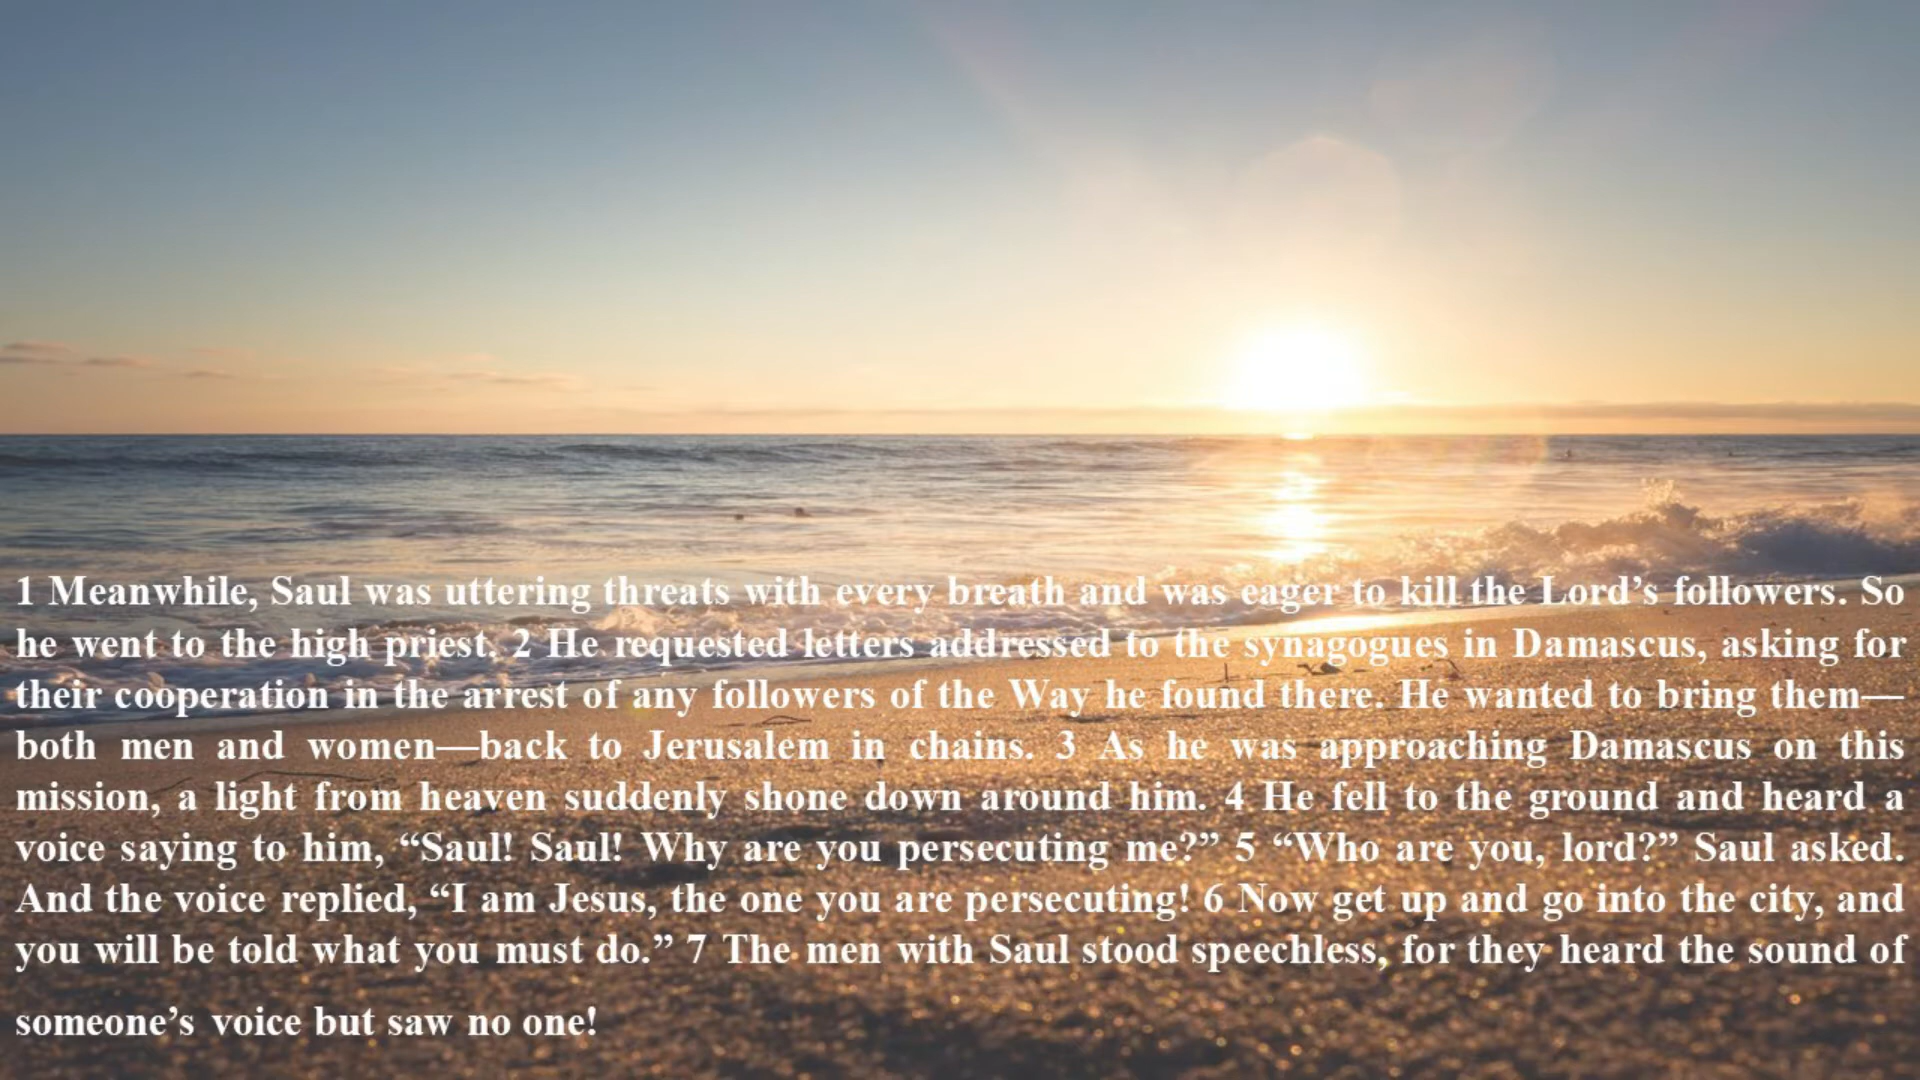 1 Meanwhile, Saul was uttering threats with every breath and was eager to kill the Lord’s followers. So
he went to the high priest. 2 He requested letters addressed to the synagogues in Damascus, asking for
their cooperation in the arrest of any followers of the Way he found there. He wanted to bring them—
both men and women—back to Jerusalem in chains. 3 As he was approaching Damascus on this
mission, a light from heaven suddenly shone down around him. 4 He fell to the ground and heard a
voice saying to him, “Saul! Saul! Why are you persecuting me?” 5 “Who are you, lord?” Saul asked.
And the voice replied, “I am Jesus, the one you are persecuting! 6 Now get up and go into the city, and
you will be told what you must do.” 7 The men with Saul stood speechless, for they heard the sound of
someone’s voice but saw no one!